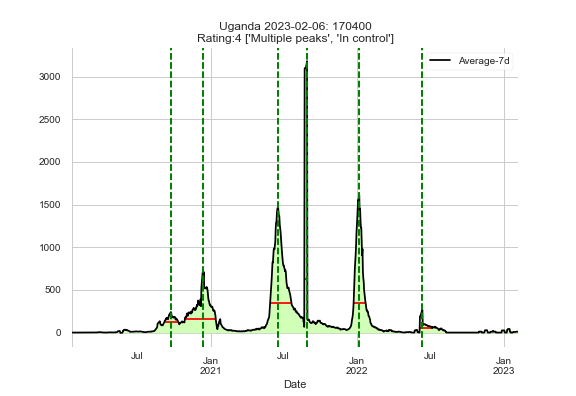 Uganda 2023-02-06: 170400
Rating:4 ['Multiple peaks', 'In control']
Average-7d
3000
2500
2000
1500
1000
500
0
Jul
Jan
2021
Jul
Jan
2022
Jul
Jan
2023
Date